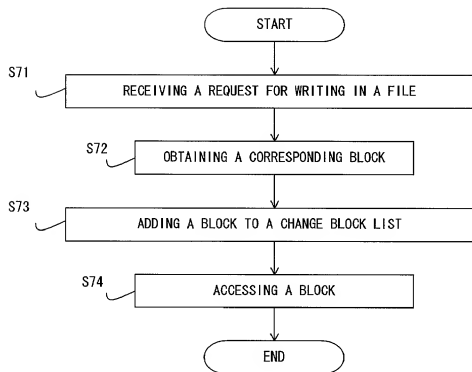 START
S71
RECEIVING A REQUEST FOR WRITING IN A FILE
S72
OBTAINING A CORRESPONDING BLOCK
S73
ADDING A BLOCK TO A CHANGE BLOCK LIST
S74
ACCESSING A BLOCK
END